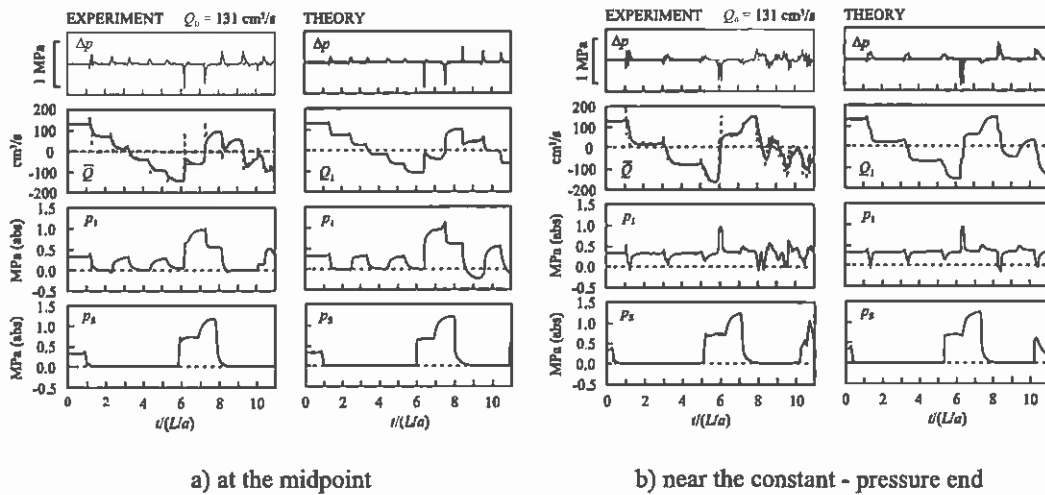 EXPERIMENT Q₀ = 131 cm³/s THEORY
Δp Δp
1 MPa
200
100
0
-100
-200
cm³/s
Q̅ Q₁
1.5
1.0
0.5
0.0
-0.5
MPa (abs)
p₁ p₁
1.5
1.0
0.5
0.0
-0.5
MPa (abs)
p₂ p₂
0 2 4 6 8 10 0 2 4 6 8 10
t/(L/a) t/(L/a)
a) at the midpoint
EXPERIMENT Q₀ = 131 cm³/s THEORY
Δp Δp
1 MPa
200
100
0
-100
-200
cm³/s
Q̅ Q₁
1.5
1.0
0.5
0.0
-0.5
MPa (abs)
p₁ p₁
1.5
1.0
0.5
0.0
-0.5
MPa (abs)
0 2 4 6 8 10 0 2 4 6 8 10
t/(L/a) t/(L/a)
b) near the constant - pressure end